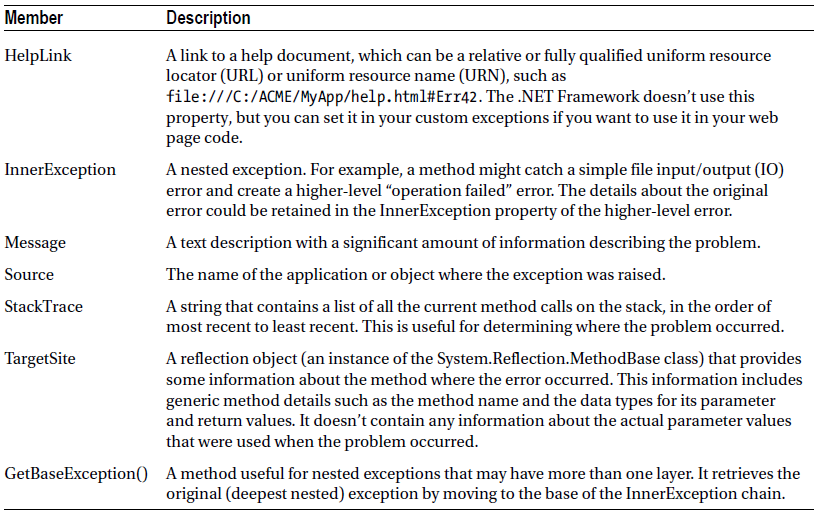 Member Description
HelpLink A link to a help document, which can be a relative or fully qualified uniform resource
locator (URL) or uniform resource name (URN), such as
file:///C:/ACME/MyApp/help.html#Err42. The .NET Framework doesn’t use this
property, but you can set it in your custom exceptions if you want to use it in your web
page code.
InnerException A nested exception. For example, a method might catch a simple file input/output (IO)
error and create a higher-level “operation failed” error. The details about the original
error could be retained in the InnerException property of the higher-level error.
Message A text description with a significant amount of information describing the problem.
Source The name of the application or object where the exception was raised.
StackTrace A string that contains a list of all the current method calls on the stack, in the order of
most recent to least recent. This is useful for determining where the problem occurred.
TargetSite A reflection object (an instance of the System.Reflection.MethodBase class) that provides
some information about the method where the error occurred. This information includes
generic method details such as the method name and the data types for its parameter
and return values. It doesn’t contain any information about the actual parameter values
that were used when the problem occurred.
GetBaseException() A method useful for nested exceptions that may have more than one layer. It retrieves the
original (deepest nested) exception by moving to the base of the InnerException chain.